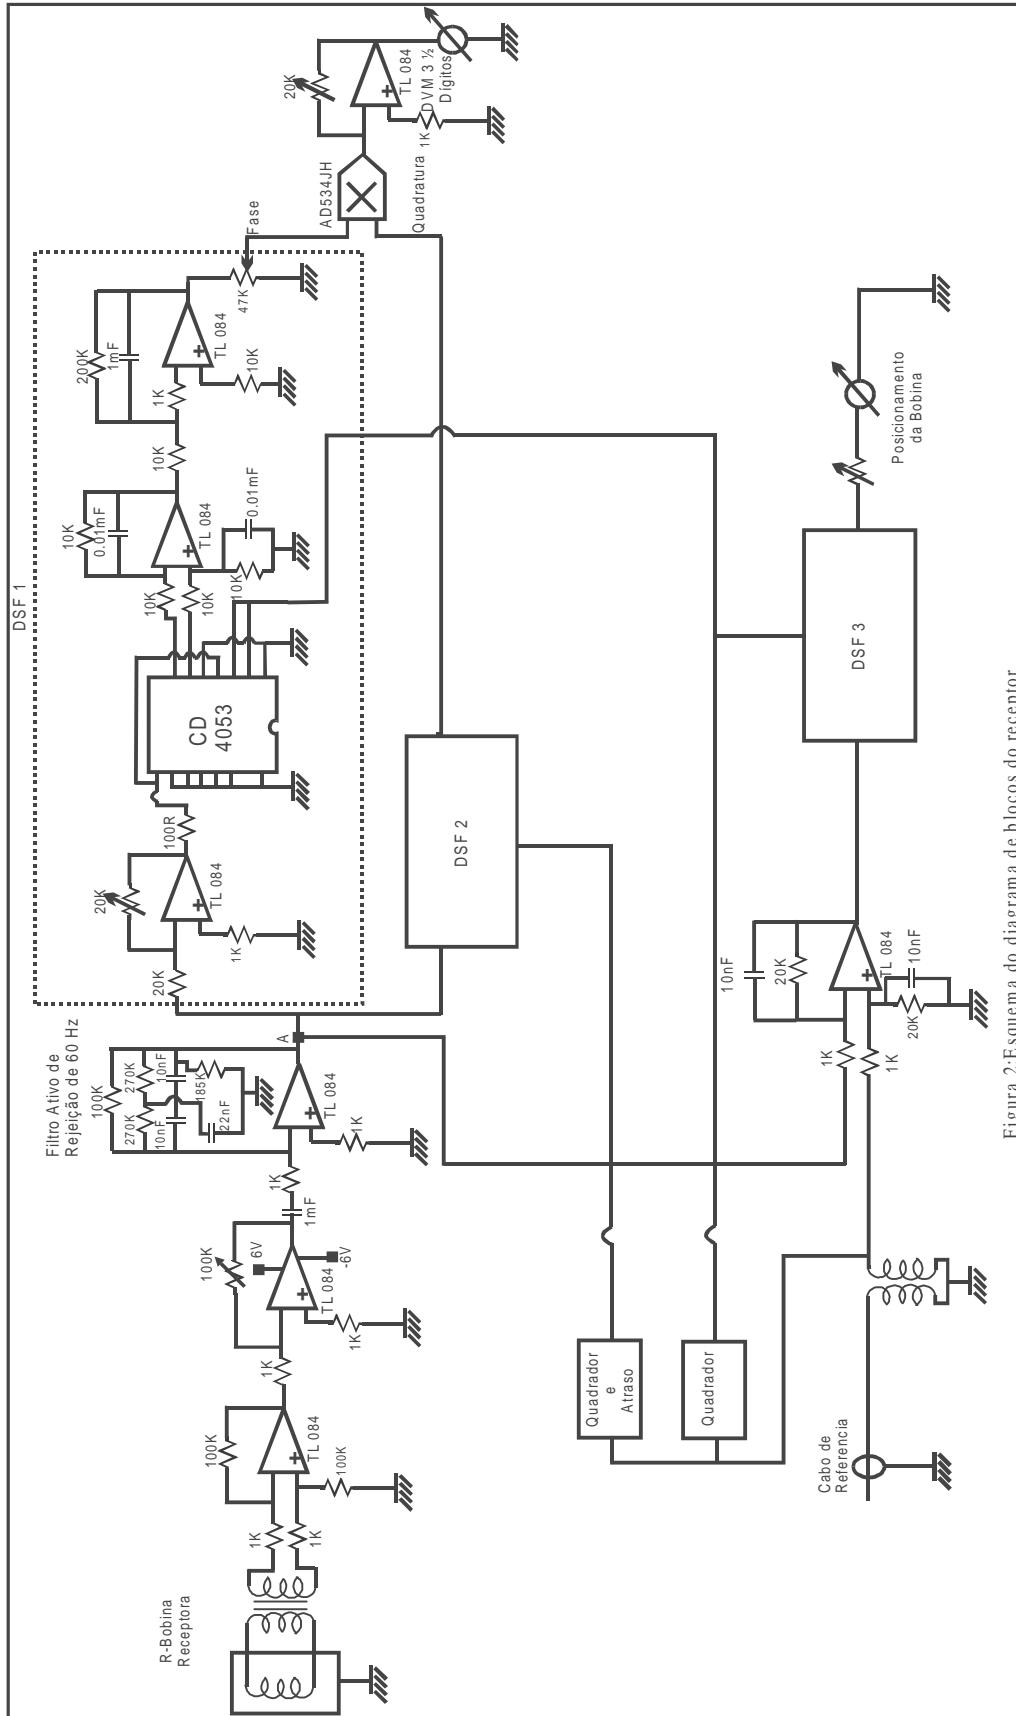 R-Bobina
Receptora
1K
1K
100K
TL 084
100K
1K
100K
6V
-6V
TL 084
1K
1mF
1K
Filtro Ativo de
Rejeição de 60 Hz
100K
270K
270K
10nF
10nF
185K
22nF
TL 084
1K
A
DSF 1
20K
20K
TL 084
1K
100R
CD
4053
10K
10K
10K
0.01mF
TL 084
10K
0.01mF
10K
1K
200K
1mF
TL 084
10K
47K
Fase
AD534JH
Quadratura
20K
TL 084
1K
DVM 3 ½
Dígitos
DSF 2
Quadrador
e
Atraso
Quadrador
Cabo de
Referencia
1K
1K
10nF
20K
TL 084
10nF
20K
DSF 3
Posicionamento
da Bobina
Figura 2:Esquema do diagrama de blocos do receptor